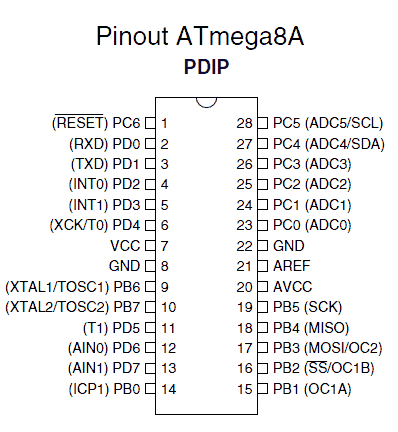 Pinout ATmega8A
PDIP
(RESET) PC6 1 28 PC5 (ADC5/SCL)
(RXD) PD0 2 27 PC4 (ADC4/SDA)
(TXD) PD1 3 26 PC3 (ADC3)
(INT0) PD2 4 25 PC2 (ADC2)
(INT1) PD3 5 24 PC1 (ADC1)
(XCK/T0) PD4 6 23 PC0 (ADC0)
VCC 7 22 GND
GND 8 21 AREF
(XTAL1/TOSC1) PB6 9 20 AVCC
(XTAL2/TOSC2) PB7 10 19 PB5 (SCK)
(T1) PD5 11 18 PB4 (MISO)
(AIN0) PD6 12 17 PB3 (MOSI/OC2)
(AIN1) PD7 13 16 PB2 (SS/OC1B)
(ICP1) PB0 14 15 PB1 (OC1A)